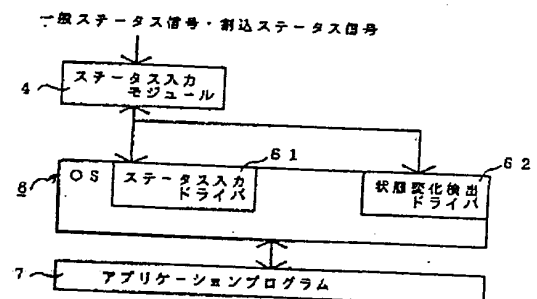 一般ステータス信号・割込ステータス信号
ステータス入力
モジュール
4
61
62
6
OS
ステータス入力
ドライバ
状態変化検出
ドライバ
7
アプリケーションプログラム